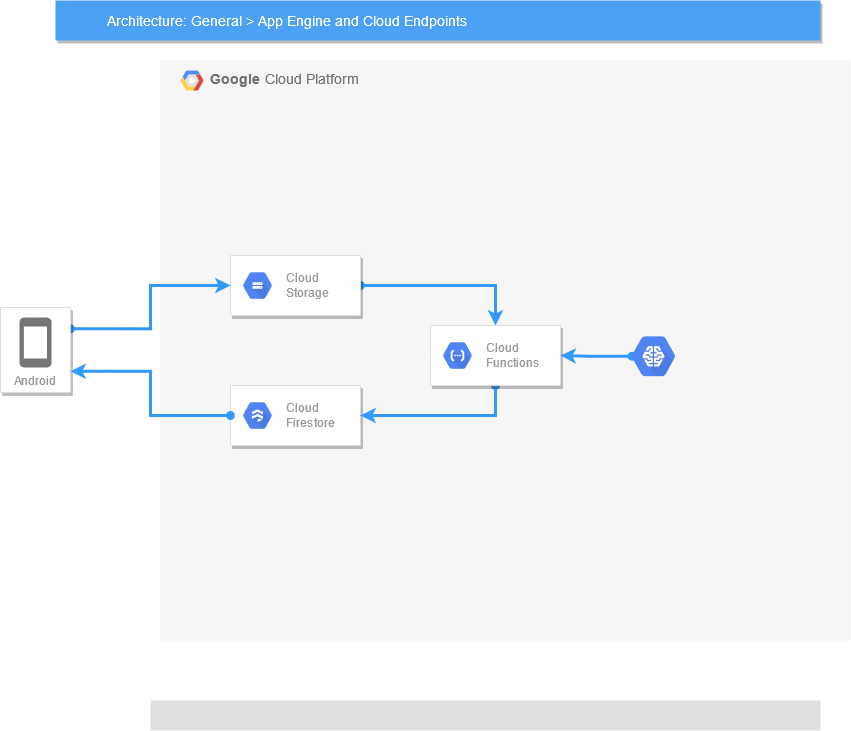 Architecture: General > App Engine and Cloud Endpoints
Google Cloud Platform
Cloud
Storage
Cloud
Functions
Android
Cloud
Firestore